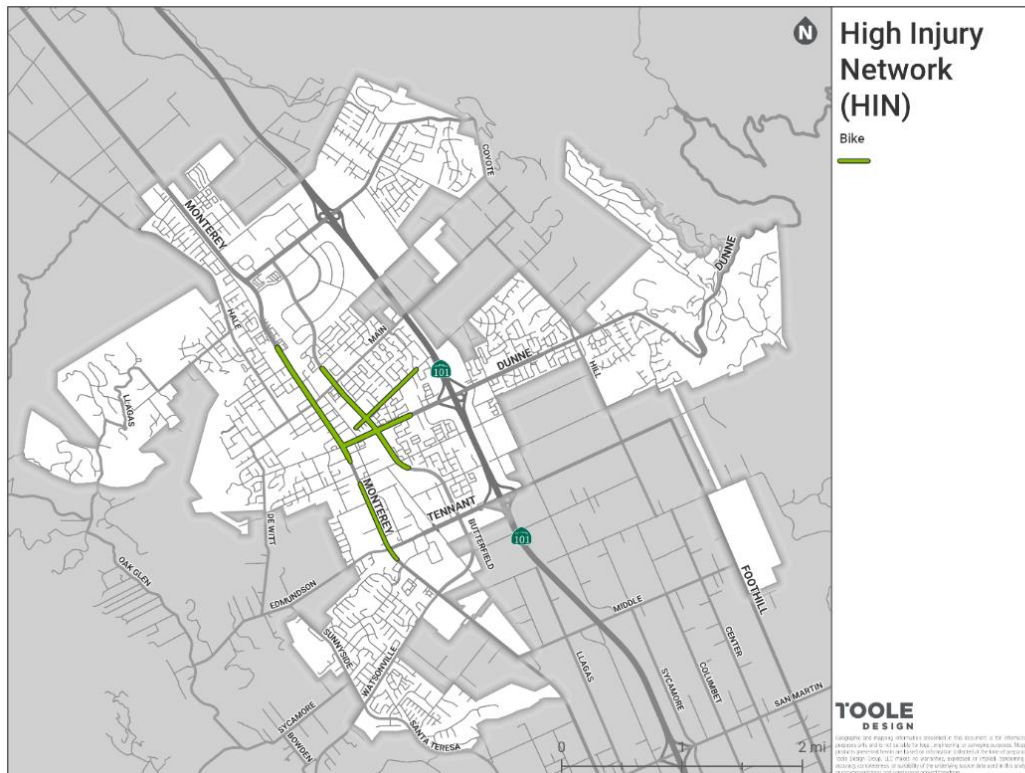 N
High Injury
Network
(HIN)
Bike
COYOTE
MONTEREY
DUNNE
HALE
MAIN
101
DUNNE
HILL
LLAGAS
MONTEREY
TENNANT
DE WITT
BUTTERFIELD
101
OAK GLEN
EDMUNDSON
MIDDLE
FOOTHILL
SUNNYSIDE
WATSONVILLE
CENTER
COLUMBET
LLAGAS
SYCAMORE
SAN MARTIN
SYCAMORE
BOWDEN
SANTA TERESA
0 1 2 mi
TOOLE
DESIGN